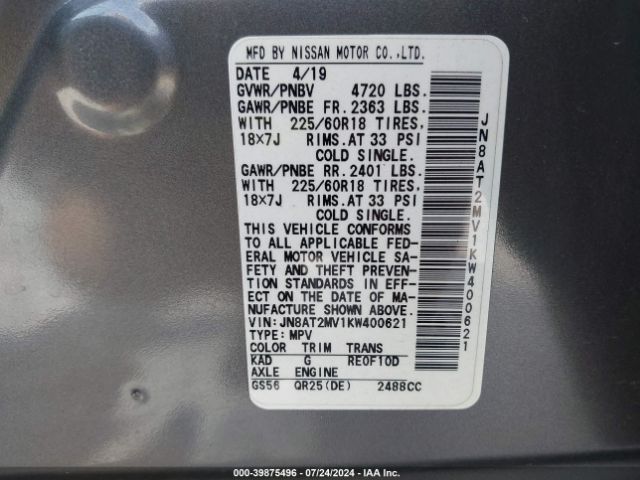 MFD BY NISSAN MOTOR CO.,LTD.
DATE 4/19
GVWR/PNBV 4720 LBS.
GAWR/PNBE FR. 2363 LBS.
WITH 225/60R18 TIRES,
18×7J RIMS.AT 33 PSI
COLD SINGLE.
GAWR/PNBE RR. 2401 LBS.
WITH 225/60R18 TIRES,
18×7J RIMS.AT 33 PSI
COLD SINGLE.
THIS VEHICLE CONFORMS
TO ALL APPLICABLE FED-
ERAL MOTOR VEHICLE SA-
FETY AND THEFT PREVEN-
TION STANDARDS IN EFF-
ECT ON THE DATE OF MA-
NUFACTURE SHOWN ABOVE.
VIN: JN8AT2MV1KW400621
TYPE: MPV
COLOR TRIM TRANS
KAD G RE0F10D
AXLE ENGINE
GS56 QR25(DE) 2488CC
JN8AT2MV1KW400621
000-39875496 - 07/24/2024 - IAA Inc.